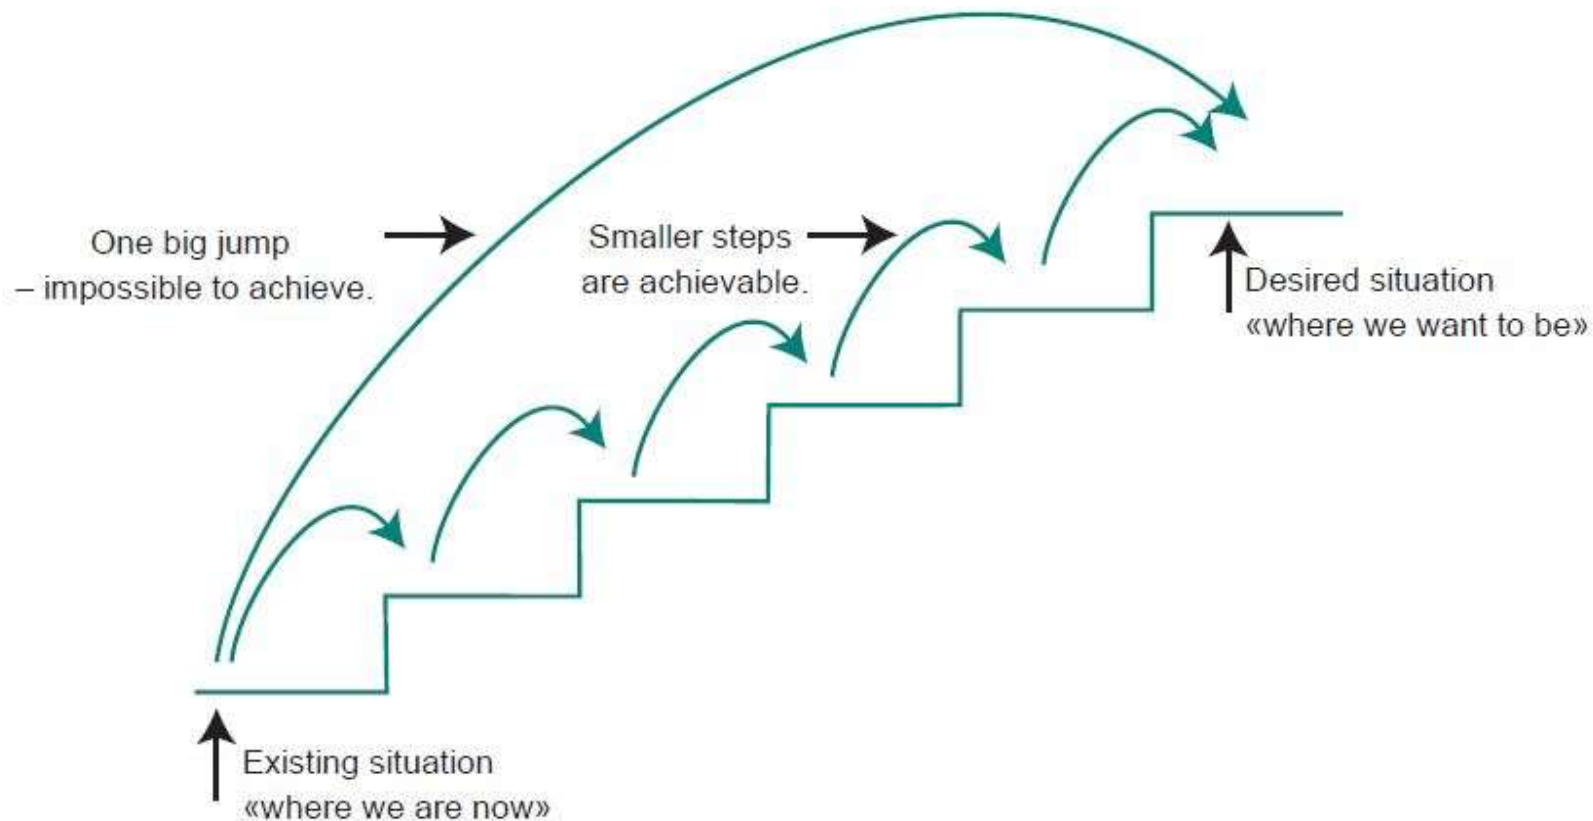 One big jump
– impossible to achieve.
Smaller steps
are achievable.
Desired situation
«where we want to be»
Existing situation
«where we are now»